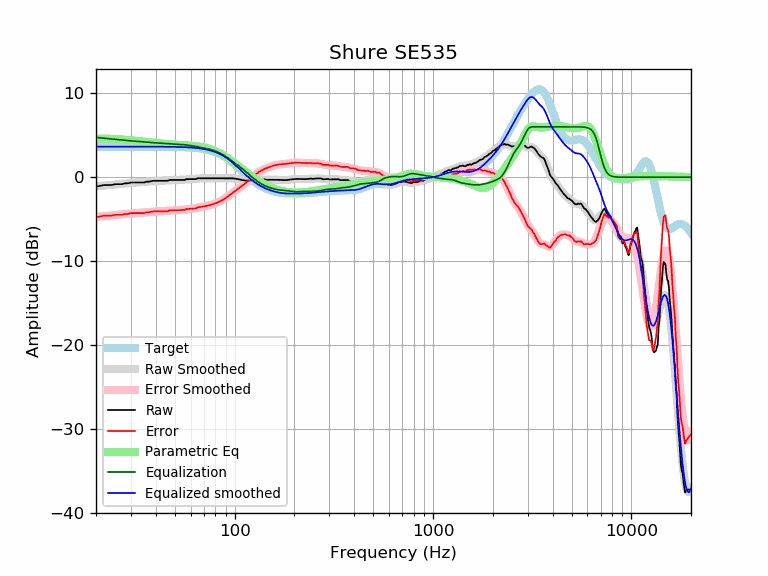 Shure SE535
10
0
−10
−20
−30
−40
Amplitude (dBr)
Target
Raw Smoothed
Error Smoothed
Raw
Error
Parametric Eq
Equalization
Equalized smoothed
100
1000
10000
Frequency (Hz)